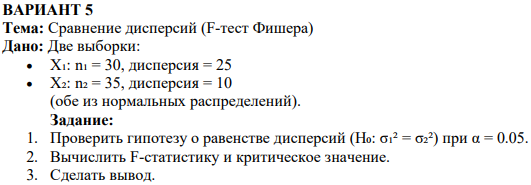 ВАРИАНТ 5
Тема: Сравнение дисперсий (F-тест Фишера)
Дано: Две выборки:
• X₁: n₁ = 30, дисперсия = 25
• X₂: n₂ = 35, дисперсия = 10
(обе из нормальных распределений).
Задание:
1. Проверить гипотезу о равенстве дисперсий (H₀: σ₁² = σ₂²) при α = 0.05.
2. Вычислить F-статистику и критическое значение.
3. Сделать вывод.